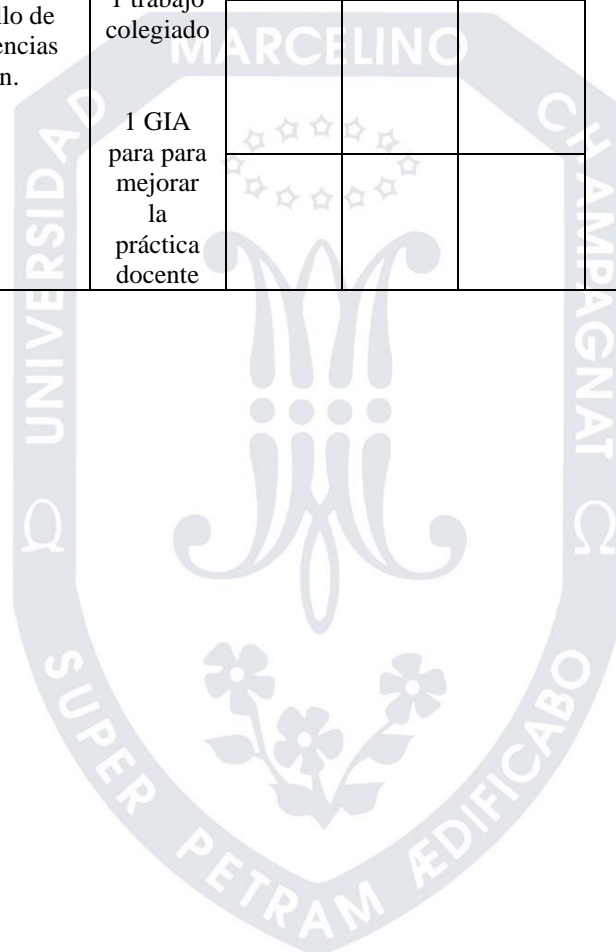 llo de
encias
n.
1 trabajo
colegiado
1 GIA
para para
mejorar
la
práctica
docente
UNIVERSIDAD MARCELINO CHAMPAGNAT
SUPER PETRAM ÆDIFICABO